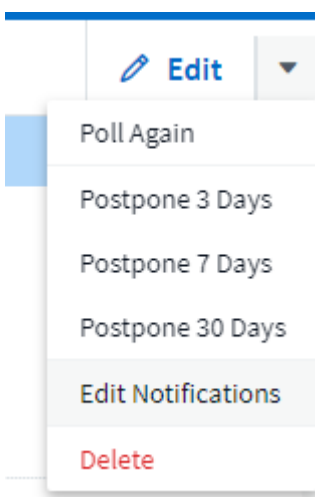 Edit
Poll Again
Postpone 3 Days
Postpone 7 Days
Postpone 30 Days
Edit Notifications
Delete